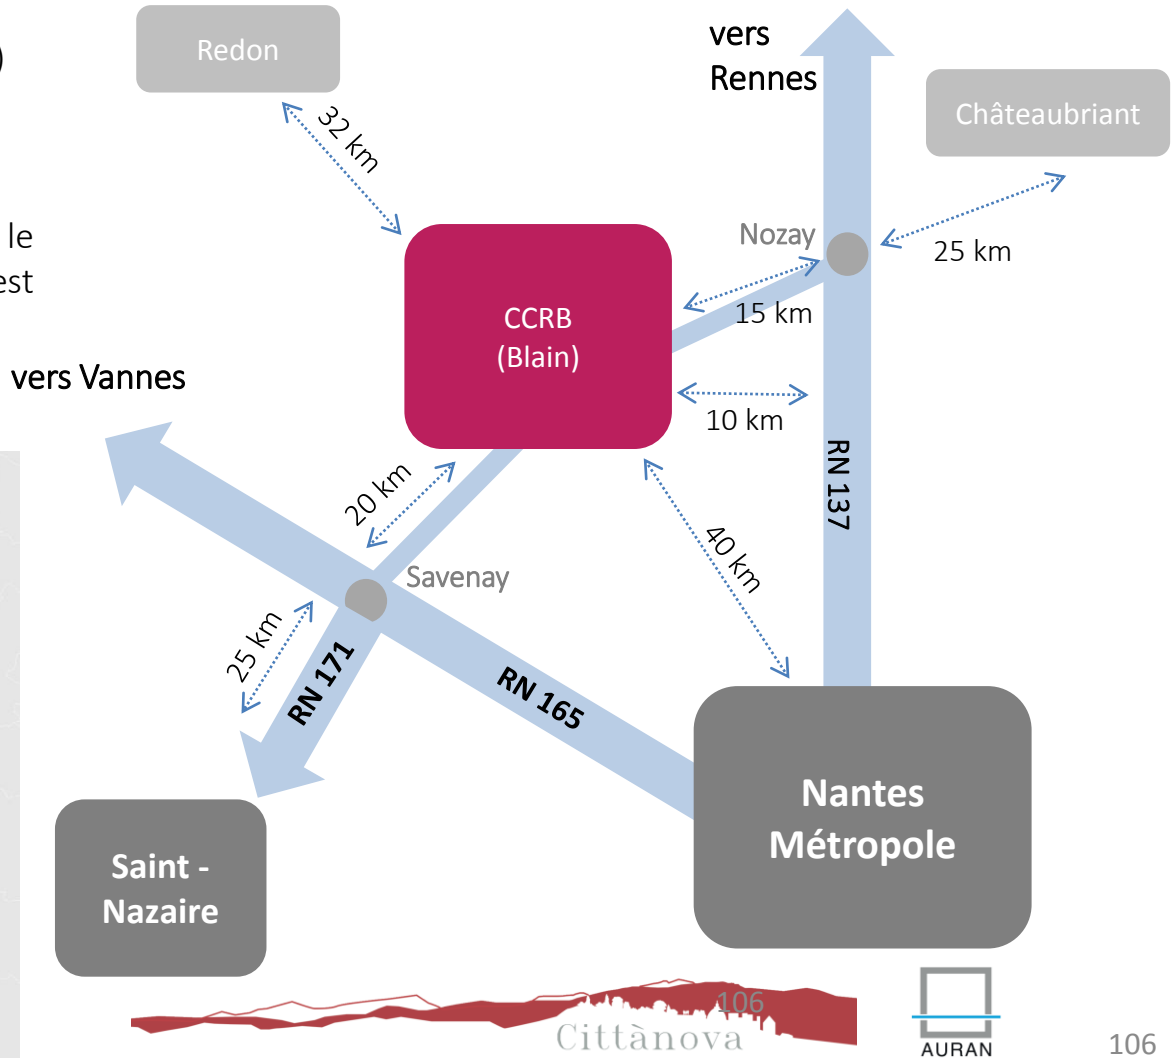 )
Redon
vers
Rennes
Châteaubriant
32 km
le
est
Nozay
25 km
CCRB
(Blain)
15 km
vers Vannes
10 km
RN 137
20 km
40 km
Savenay
25 km
RN 171
RN 165
Nantes
Métropole
Saint -
Nazaire
106
Cittànova
AURAN
106